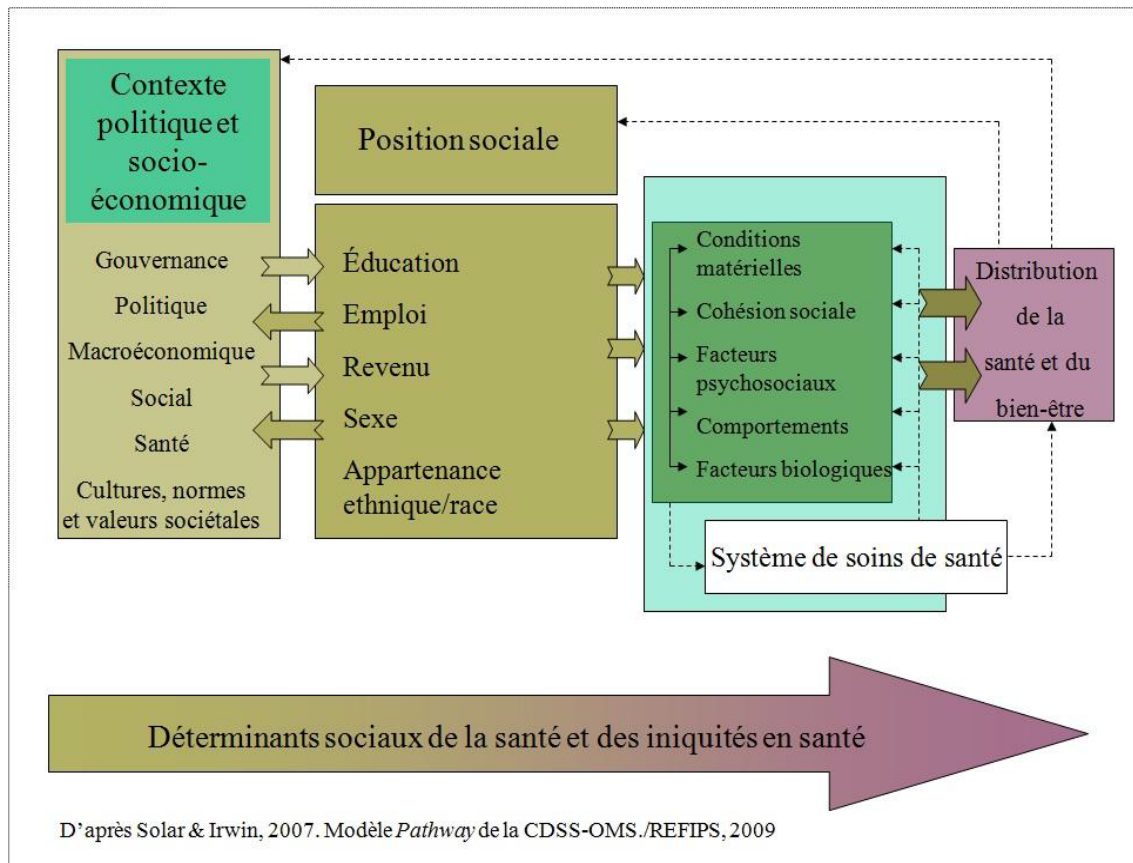 Contexte
politique et
socio-
économique
Gouvernance
Politique
Macroéconomique
Social
Santé
Cultures, normes
et valeurs sociétales
Position sociale
Éducation
Emploi
Revenu
Sexe
Appartenance
ethnique/race
Conditions
matérielles
Cohésion sociale
Facteurs
psychosociaux
Comportements
Facteurs biologiques
Système de soins de santé
Distribution
de la
santé et du
bien-être
Déterminants sociaux de la santé et des iniquités en santé
D'après Solar & Irwin, 2007. Modèle Pathway de la CDSS-OMS./REFIPS, 2009